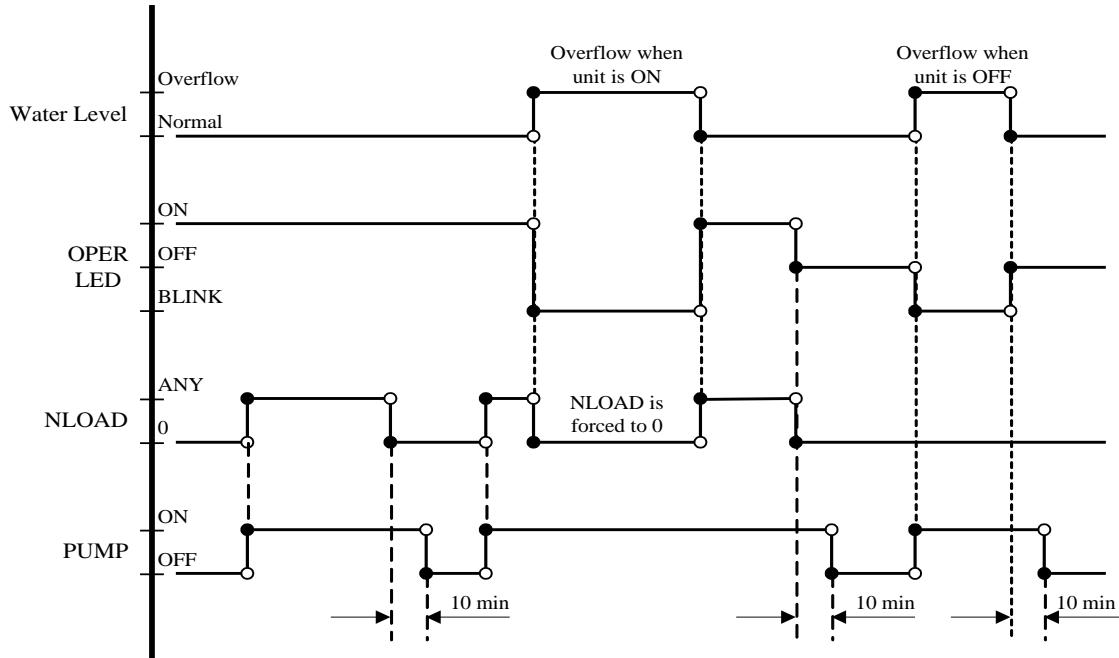 Overflow when
unit is ON
Overflow when
unit is OFF
Overflow
Water Level
Normal
ON
OPER
LED
OFF
BLINK
ANY
NLOAD
0
NLOAD is
forced to 0
ON
PUMP
OFF
10 min
10 min
10 min